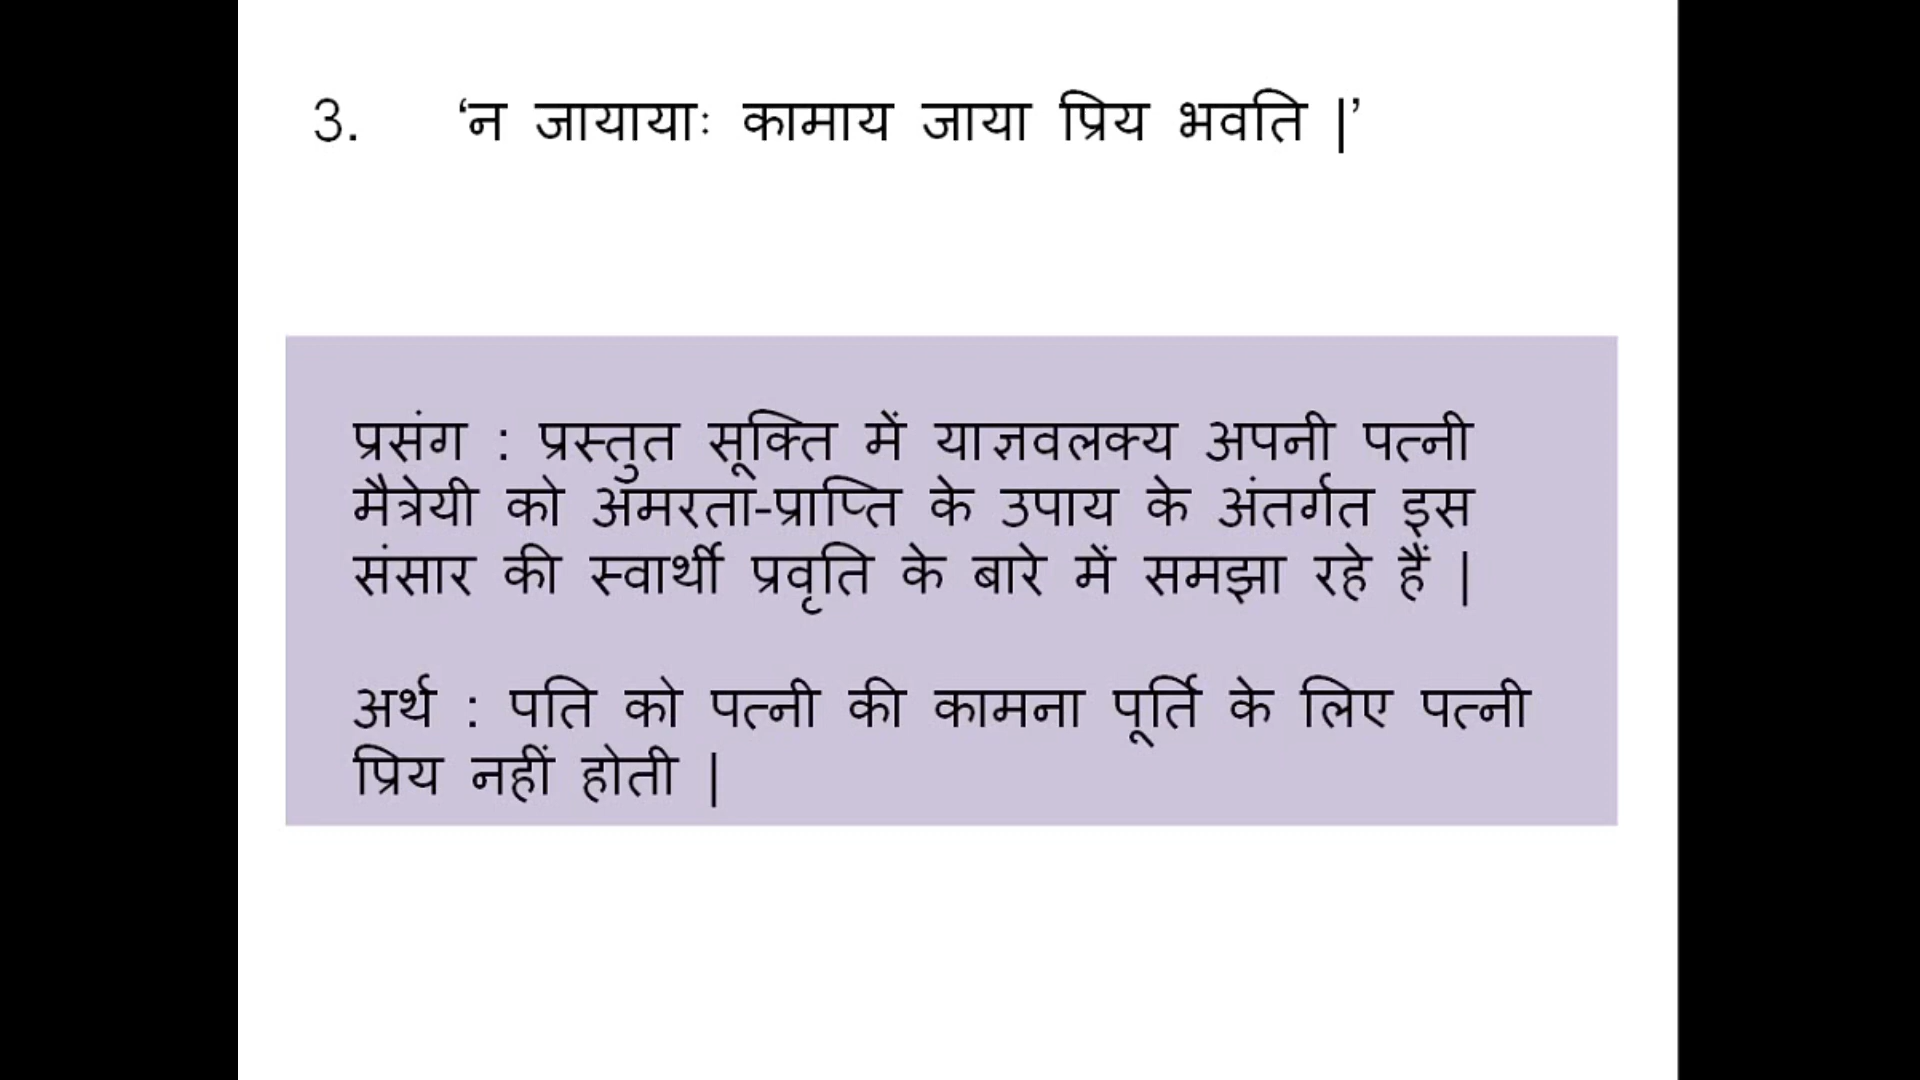 3. ‘न जायायाः कामाय जाया प्रिय भवति |’
प्रसंग : प्रस्तुत सूक्ति में याज्ञवलक्य अपनी पत्नी
मैत्रेयी को अमरता-प्राप्ति के उपाय के अंतर्गत इस
संसार की स्वार्थी प्रवृति के बारे में समझा रहे हैं |
अर्थ : पति को पत्नी की कामना पूर्ति के लिए पत्नी
प्रिय नहीं होती |